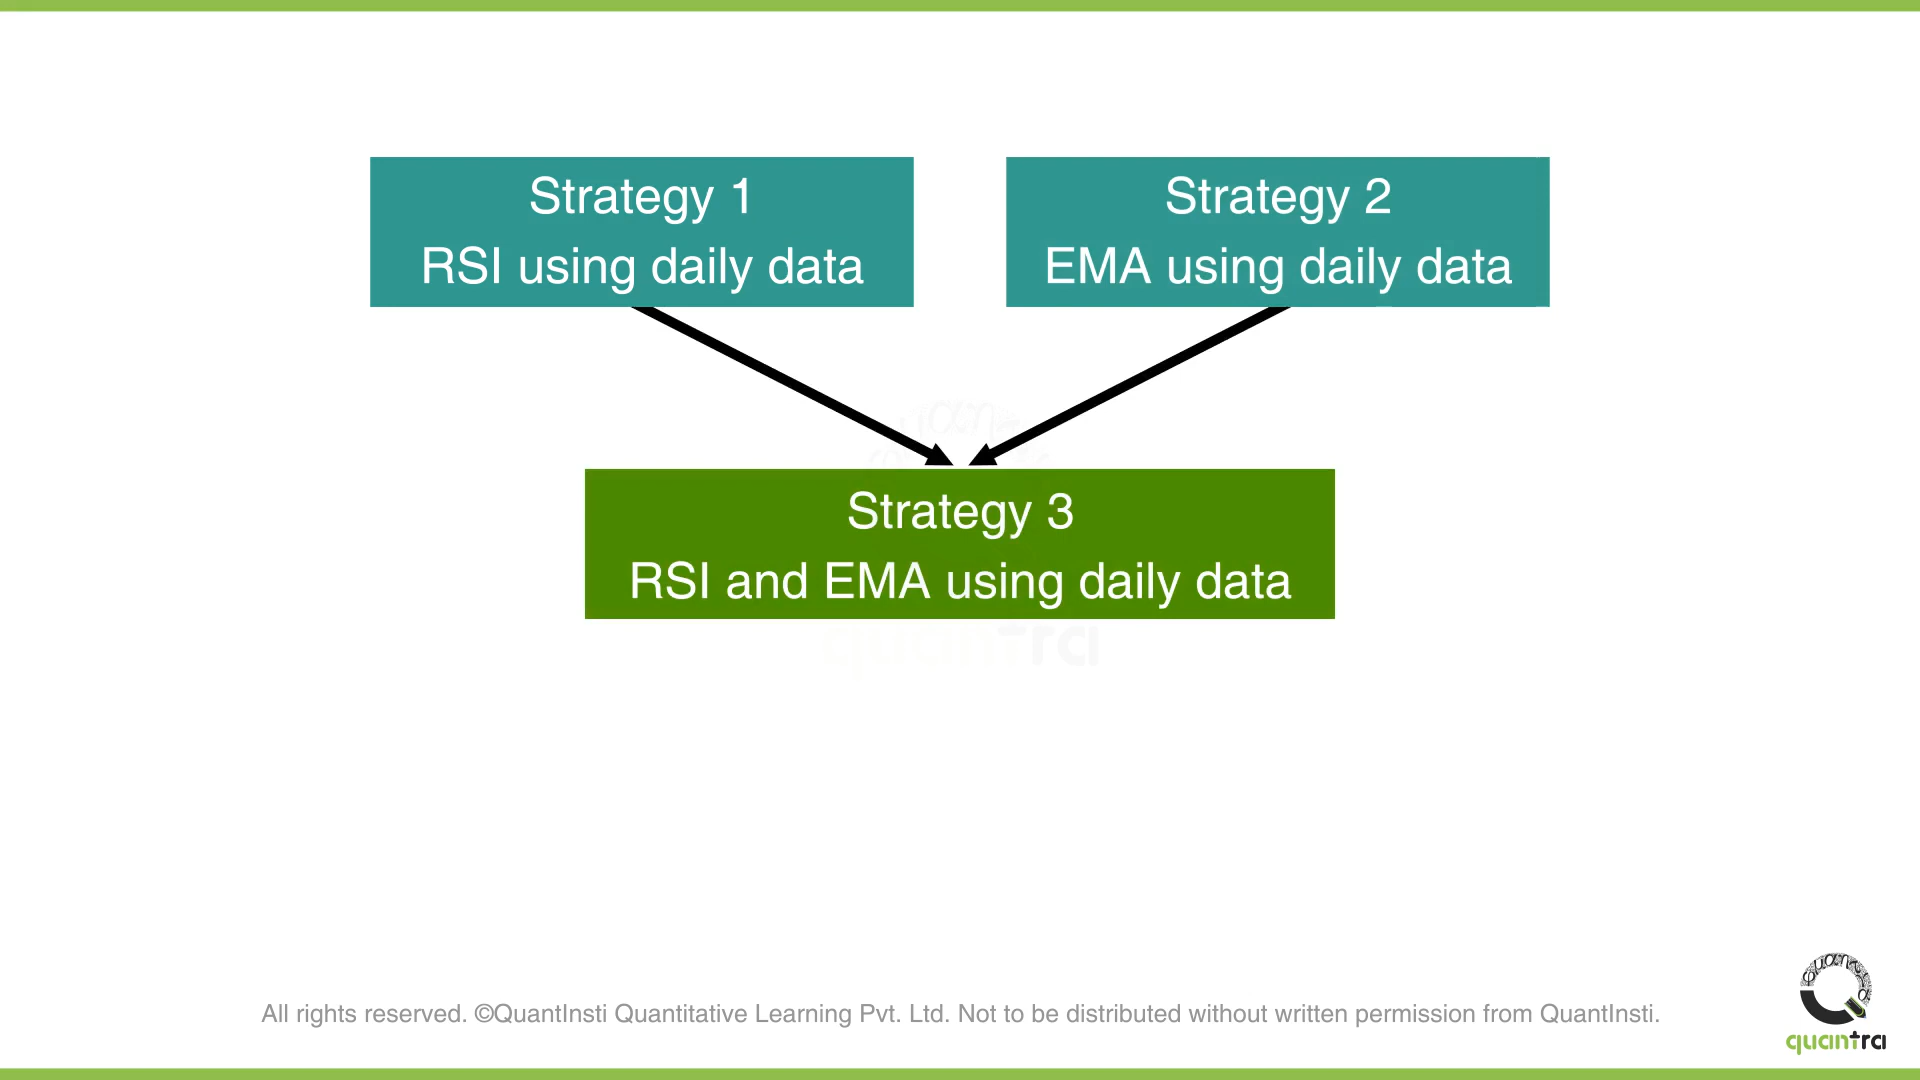 Strategy 1
RSI using daily data
Strategy 2
EMA using daily data
Strategy 3
RSI and EMA using daily data
quantra
All rights reserved. ©QuantInsti Quantitative Learning Pvt. Ltd. Not to be distributed without written permission from QuantInsti.
quantra